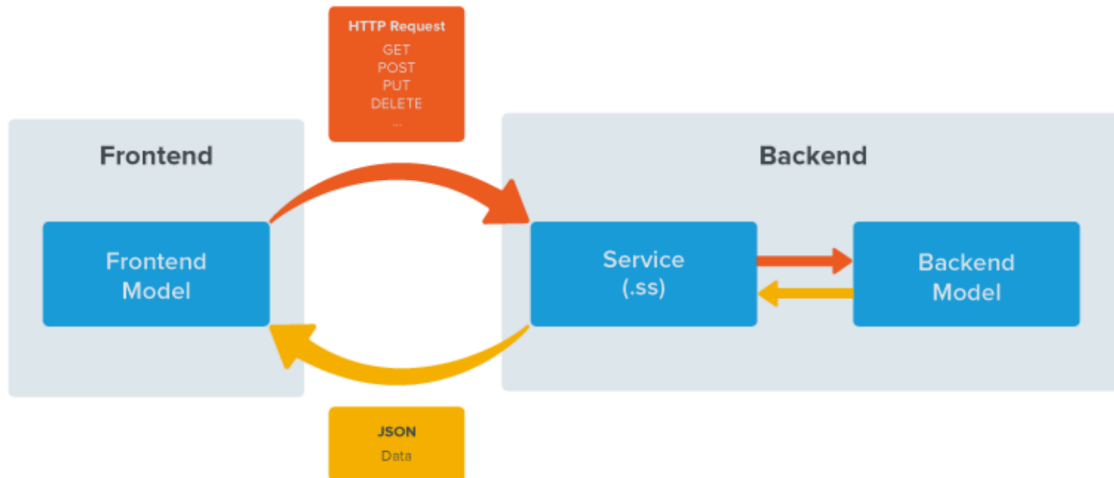 HTTP Request
GET
POST
PUT
DELETE
...
Frontend
Backend
Frontend
Model
Service
(.ss)
Backend
Model
JSON
Data